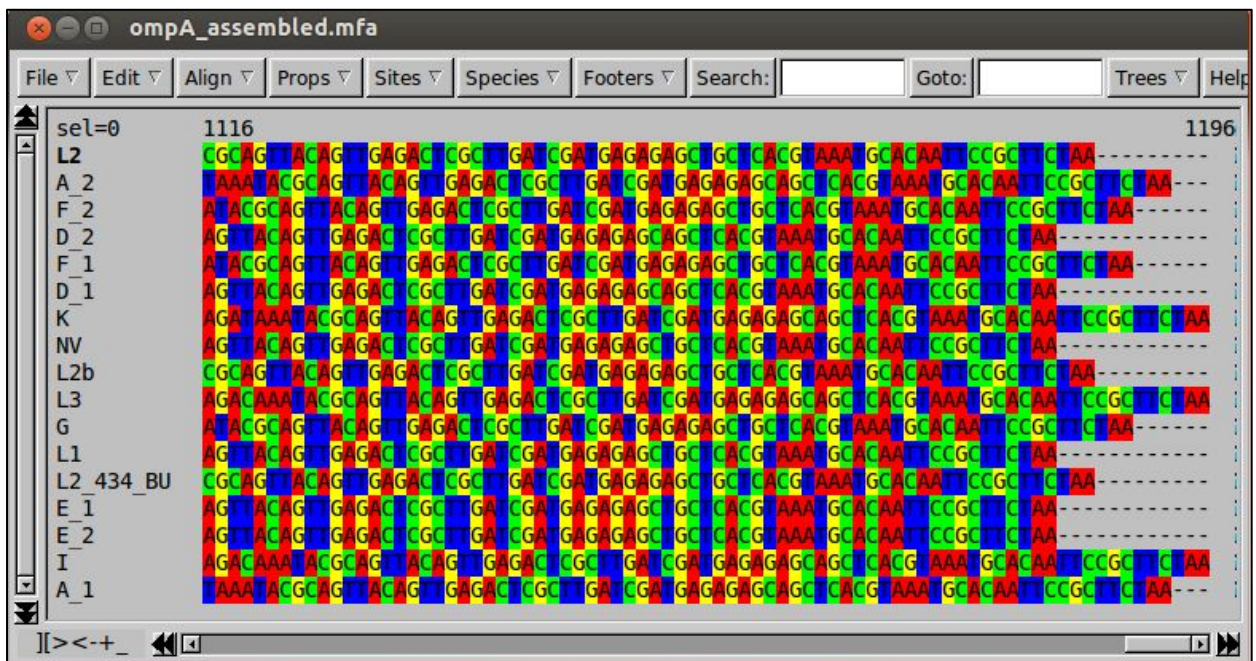 ompA_assembled.mfa
File Edit Align Props Sites Species Footers Search: Goto: Trees Help
sel=0 1116 1196
L2 CGCAGTTACAGTTGAGACTCGCTTGATCGATGAGAGAGCTGCTCACGTAAATGCACAATTCCGCTTCTAA---------
A_2 TAAATACGCAGTTACAGTTGAGACTCGCTTGATCGATGAGAGAGCAGCTCACGTAAATGCACAATTCCGCTTCTAA---
F_2 ATACGCAGTTACAGTTGAGACTCGCTTGATCGATGAGAGAGCTGCTCACGTAAATGCACAATTCCGCTTCTAA------
D_2 AGTTACAGTTGAGACTCGCTTGATCGATGAGAGAGCAGCTCACGTAAATGCACAATTCCGCTTCTAA------------
F_1 ATACGCAGTTACAGTTGAGACTCGCTTGATCGATGAGAGAGCTGCTCACGTAAATGCACAATTCCGCTTCTAA------
D_1 AGTTACAGTTGAGACTCGCTTGATCGATGAGAGAGCAGCTCACGTAAATGCACAATTCCGCTTCTAA------------
K AGATAAATACGCAGTTACAGTTGAGACTCGCTTGATCGATGAGAGAGCAGCTCACGTAAATGCACAATTCCGCTTCTAA
NV AGTTACAGTTGAGACTCGCTTGATCGATGAGAGAGCTGCTCACGTAAATGCACAATTCCGCTTCTAA------------
L2b CGCAGTTACAGTTGAGACTCGCTTGATCGATGAGAGAGCTGCTCACGTAAATGCACAATTCCGCTTCTAA---------
L3 AGACAAATACGCAGTTACAGTTGAGACTCGCTTGATCGATGAGAGAGCAGCTCACGTAAATGCACAATTCCGCTTCTAA
G ATACGCAGTTACAGTTGAGACTCGCTTGATCGATGAGAGAGCTGCTCACGTAAATGCACAATTCCGCTTCTAA------
L1 AGTTACAGTTGAGACTCGCTTGATCGATGAGAGAGCTGCTCACGTAAATGCACAATTCCGCTTCTAA------------
L2_434_BU CGCAGTTACAGTTGAGACTCGCTTGATCGATGAGAGAGCTGCTCACGTAAATGCACAATTCCGCTTCTAA---------
E_1 AGTTACAGTTGAGACTCGCTTGATCGATGAGAGAGCTGCTCACGTAAATGCACAATTCCGCTTCTAA------------
E_2 AGTTACAGTTGAGACTCGCTTGATCGATGAGAGAGCTGCTCACGTAAATGCACAATTCCGCTTCTAA------------
I AGACAAATACGCAGTTACAGTTGAGACTCGCTTGATCGATGAGAGAGCAGCTCACGTAAATGCACAATTCCGCTTCTAA
A_1 TAAATACGCAGTTACAGTTGAGACTCGCTTGATCGATGAGAGAGCAGCTCACGTAAATGCACAATTCCGCTTCTAA---
][><-+_